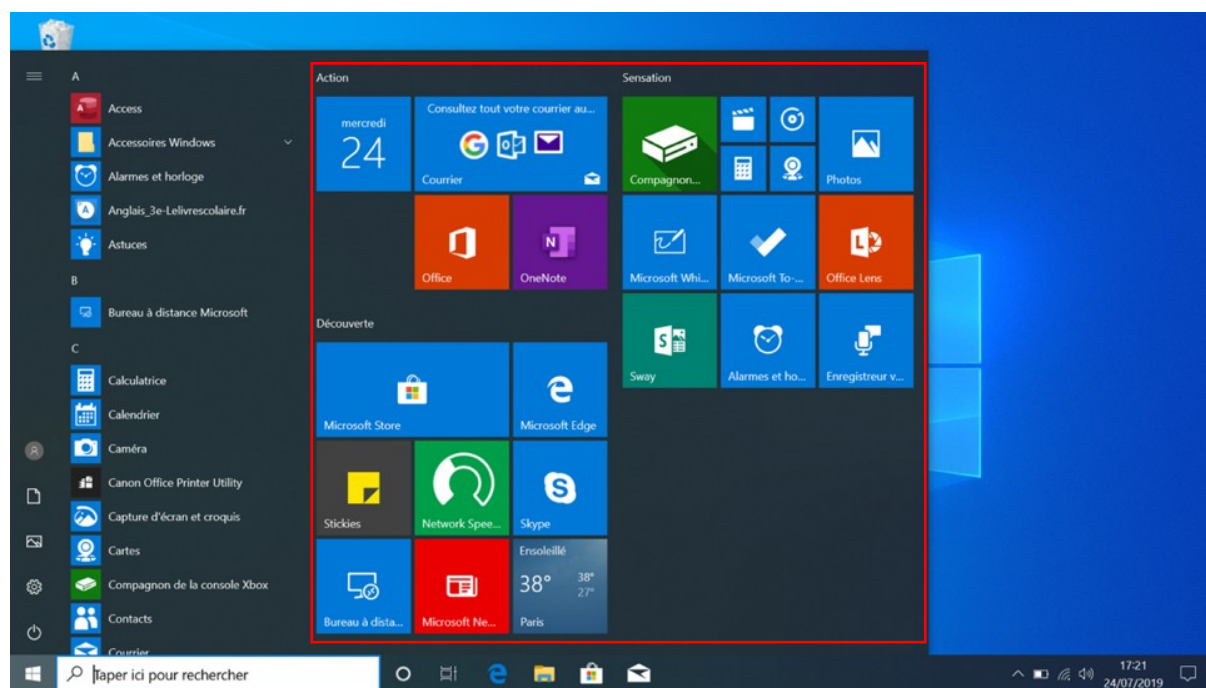 A
Access
Accessoires Windows
Alarmes et horloge
Anglais_3e-Lelivrescolaire.fr
Astuces
B
Bureau à distance Microsoft
C
Calculatrice
Calendrier
Caméra
Canon Office Printer Utility
Capture d'écran et croquis
Cartes
Compagnon de la console Xbox
Contacts
Courrier
Action
mercredi
24
Consultez tout votre courrier au...
Courrier
Office
OneNote
Découverte
Microsoft Store
Microsoft Edge
Stickies
Network Spee...
Skype
Bureau à dista...
Microsoft Ne...
Ensoleillé
38° 38°
27°
Paris
Sensation
Compagnon...
Photos
Microsoft Whi...
Microsoft To-...
Office Lens
Sway
Alarmes et ho...
Enregistreur v...
Taper ici pour rechercher
17:21
24/07/2019